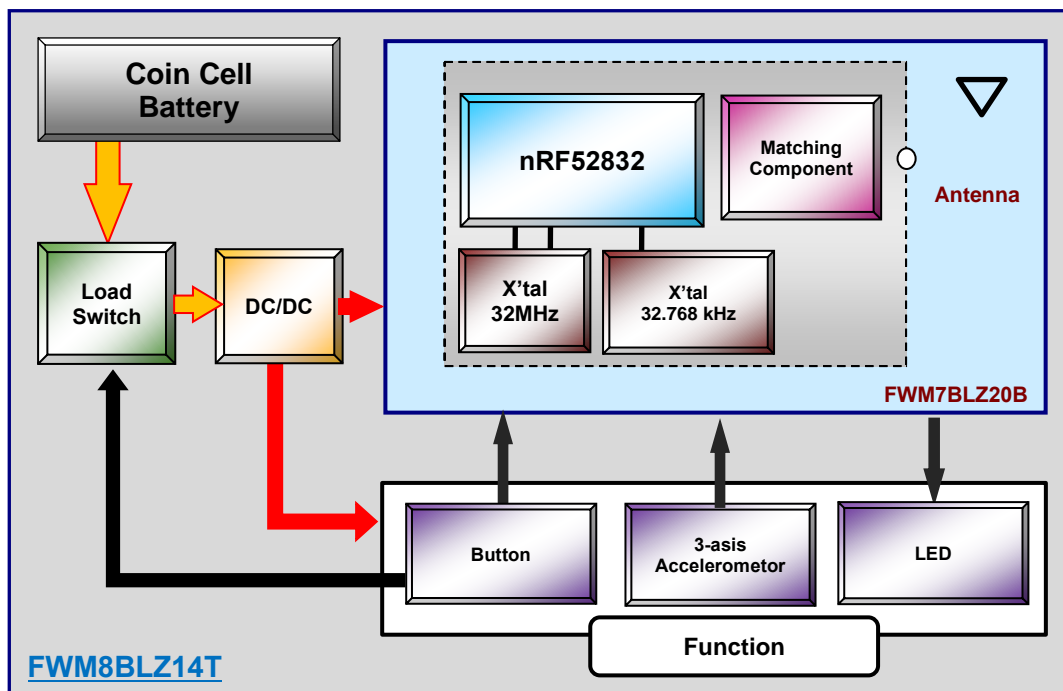 Coin Cell
Battery
nRF52832
Matching
Component
Antenna
Load
Switch
DC/DC
X'tal
32MHz
X'tal
32.768 kHz
FWM7BLZ20B
Button
3-asis
Accelerometor
LED
Function
FWM8BLZ14T